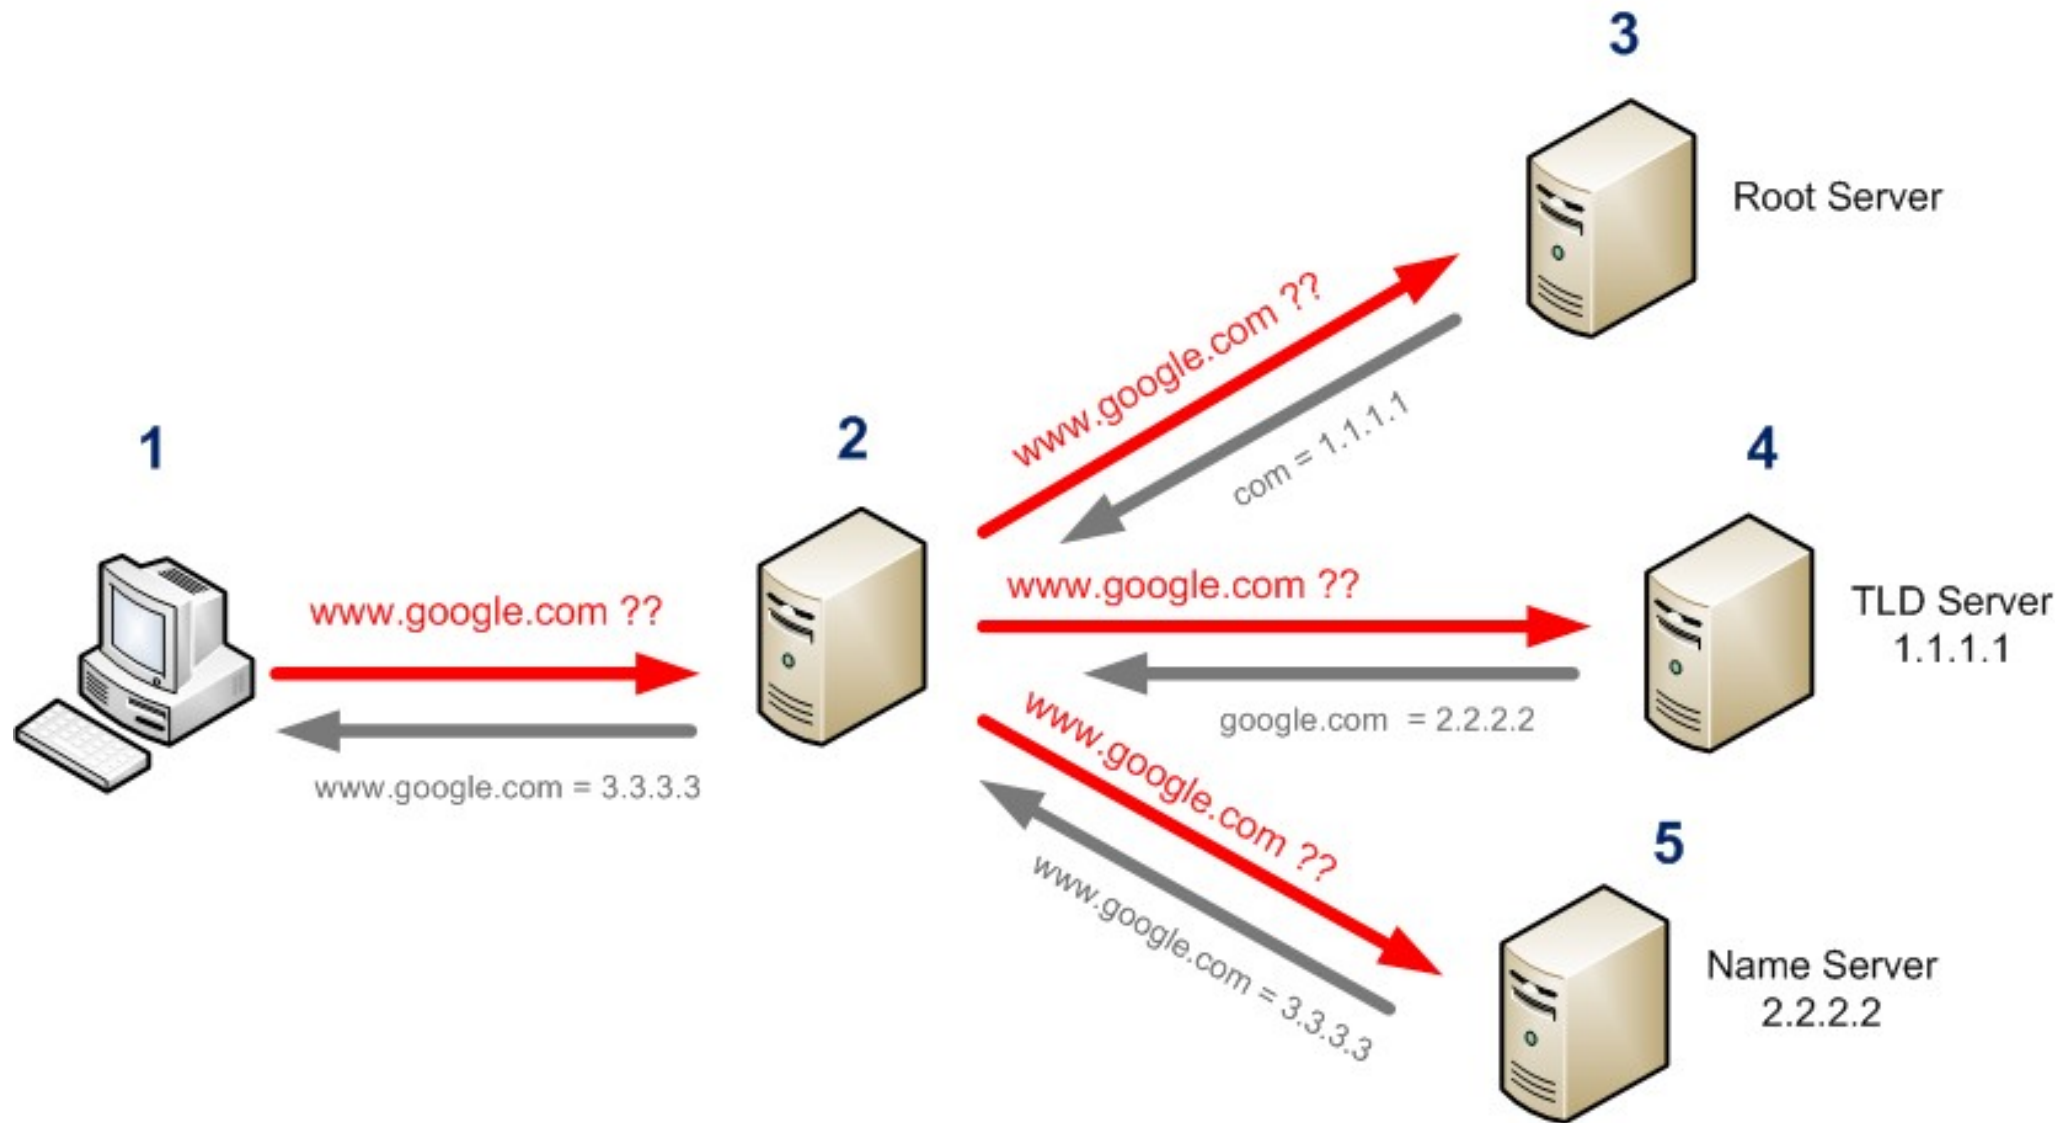 3
Root Server
www.google.com ??
com = 1.1.1.1
1
2
4
www.google.com ??
www.google.com ??
TLD Server
1.1.1.1
google.com = 2.2.2.2
www.google.com = 3.3.3.3
www.google.com ??
5
www.google.com = 3.3.3.3
Name Server
2.2.2.2